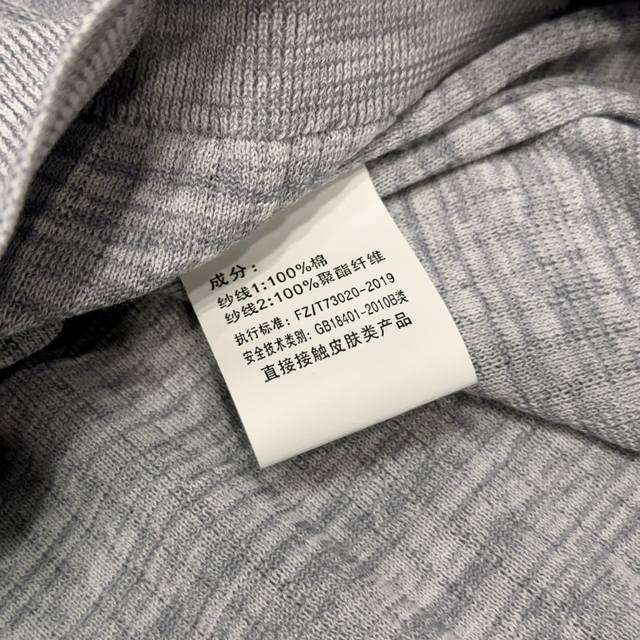 成分：
纱线1:100%棉
纱线2:100%聚酯纤维
执行标准：FZ/T73020-2019
安全技术类别：GB18401-2010B类
直接接触皮肤类产品